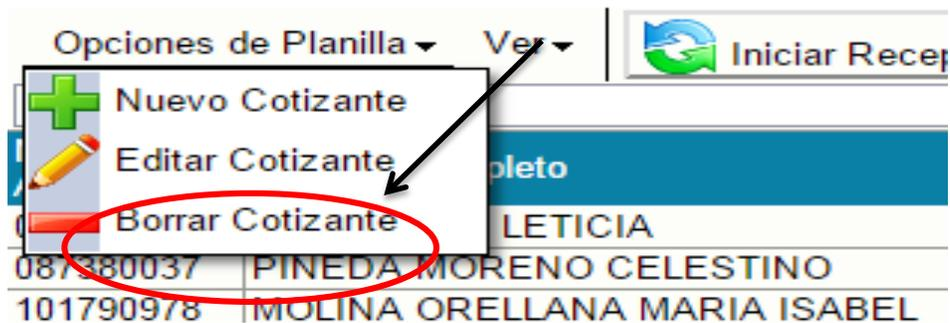 Opciones de Planilla Ver Iniciar Recep
Nuevo Cotizante
Editar Cotizante
pleto
Borrar Cotizante
LETICIA
087380037 PINEDA MORENO CELESTINO
101790978 MOLINA ORELLANA MARIA ISABEL